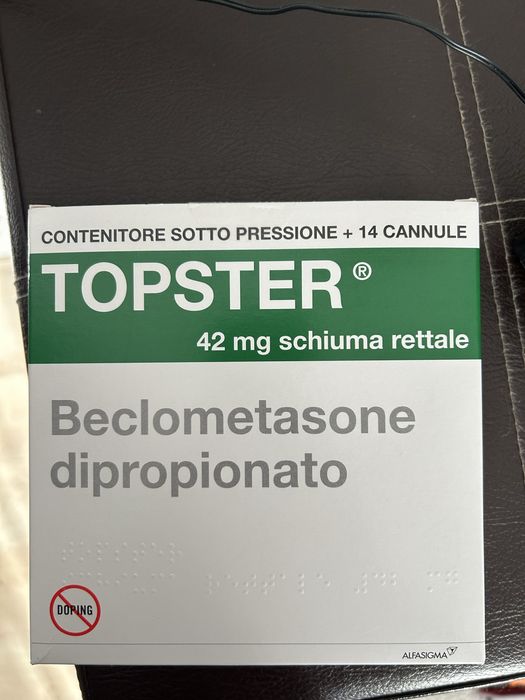 CONTENITORE SOTTO PRESSIONE + 14 CANNULE
TOPSTER®
42 mg schiuma rettale
Beclometasone
dipropionato
DOPING
ALFASIGMA